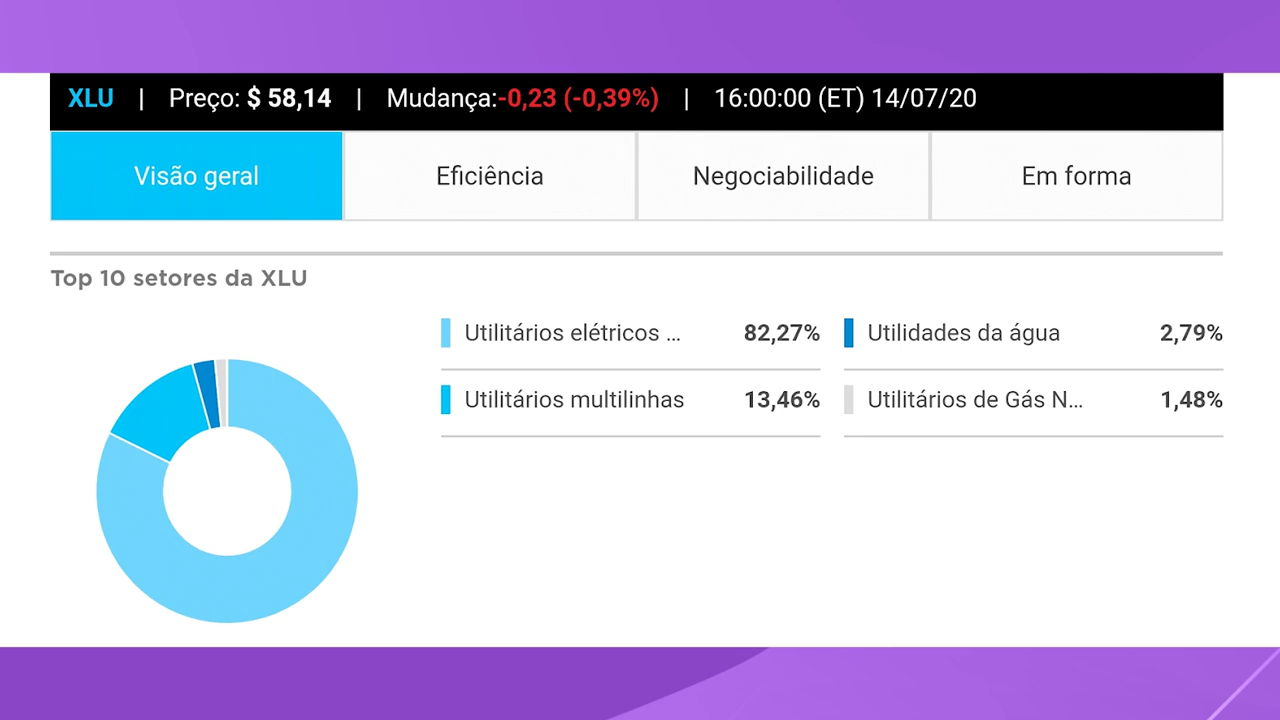 XLU | Preço: $ 58,14 | Mudança:-0,23 (-0,39%) | 16:00:00 (ET) 14/07/20
Visão geral Eficiência Negociabilidade Em forma
Top 10 setores da XLU
Utilitários elétricos ... 82,27% Utilidades da água 2,79%
Utilitários multilinhas 13,46% Utilitários de Gás N... 1,48%